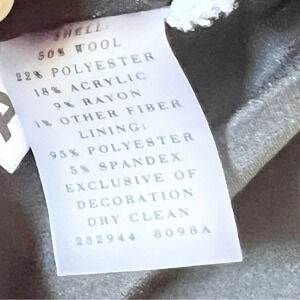 SHELL:
50% WOOL
22% POLYESTER
18% ACRYLIC
9% RAYON
1% OTHER FIBER
LINING:
95% POLYESTER
5% SPANDEX
EXCLUSIVE OF
DECORATION
DRY CLEAN
282944 8098A